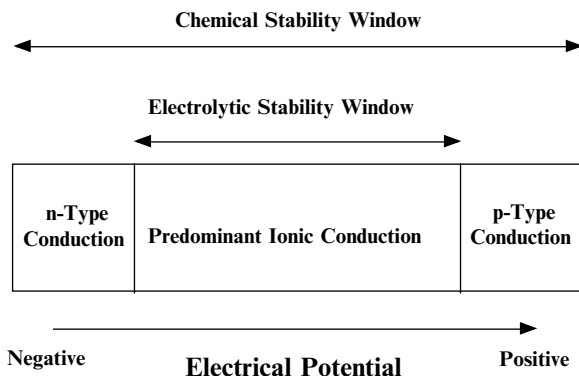 Chemical Stability Window
Electrolytic Stability Window
n-Type
Conduction
Predominant Ionic Conduction
p-Type
Conduction
Negative
Electrical Potential
Positive